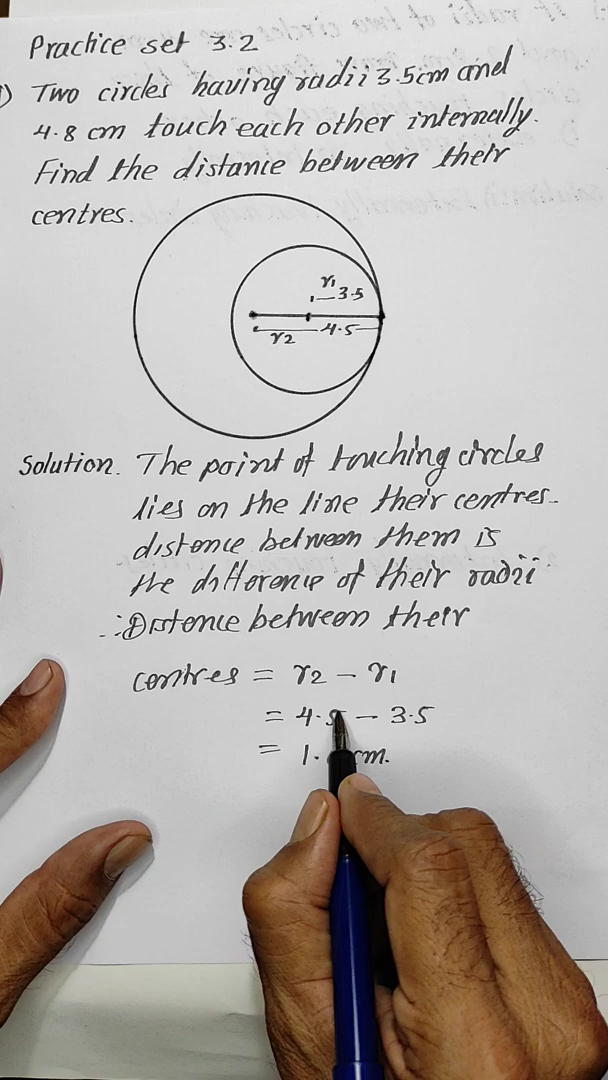 Practice set 3.2
1) Two circles having radii 3.5cm and
4.8 cm touch each other internally.
Find the distance between their
centres.
r1
3.5
r2 4.5
Solution. The point of touching circles
lies on the line their centres.
distance between them is
the difference of their radii
∴ Distance between their
centres = r2 - r1
= 4. - 3.5
= 1. cm.